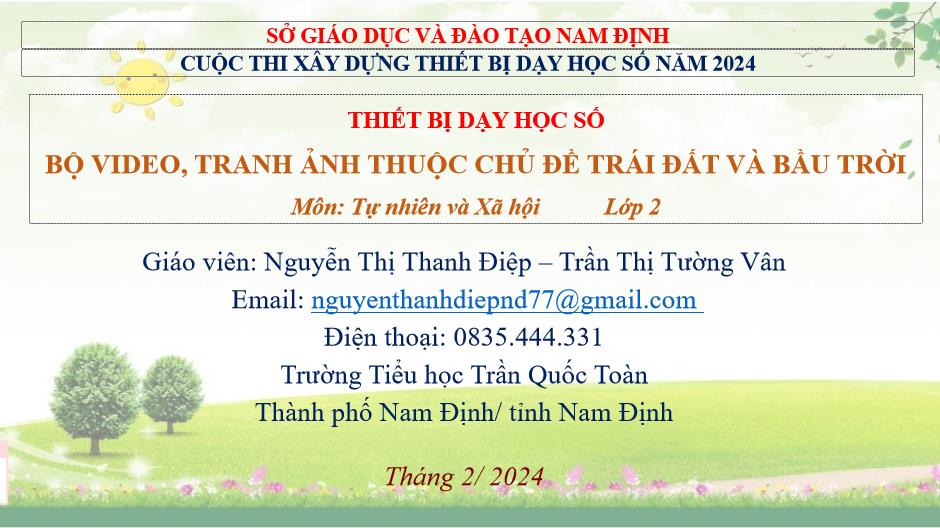 SỞ GIÁO DỤC VÀ ĐÀO TẠO NAM ĐỊNH
CUỘC THI XÂY DỰNG THIẾT BỊ DẠY HỌC SỐ NĂM 2024
THIẾT BỊ DẠY HỌC SỐ
BỘ VIDEO, TRANH ẢNH THUỘC CHỦ ĐỀ TRÁI ĐẤT VÀ BẦU TRỜI
Môn: Tự nhiên và Xã hội Lớp 2
Giáo viên: Nguyễn Thị Thanh Điệp – Trần Thị Tường Vân
Email: nguyenthanhdiepnd77@gmail.com
Điện thoại: 0835.444.331
Trường Tiểu học Trần Quốc Toàn
Thành phố Nam Định/ tỉnh Nam Định
Tháng 2/ 2024